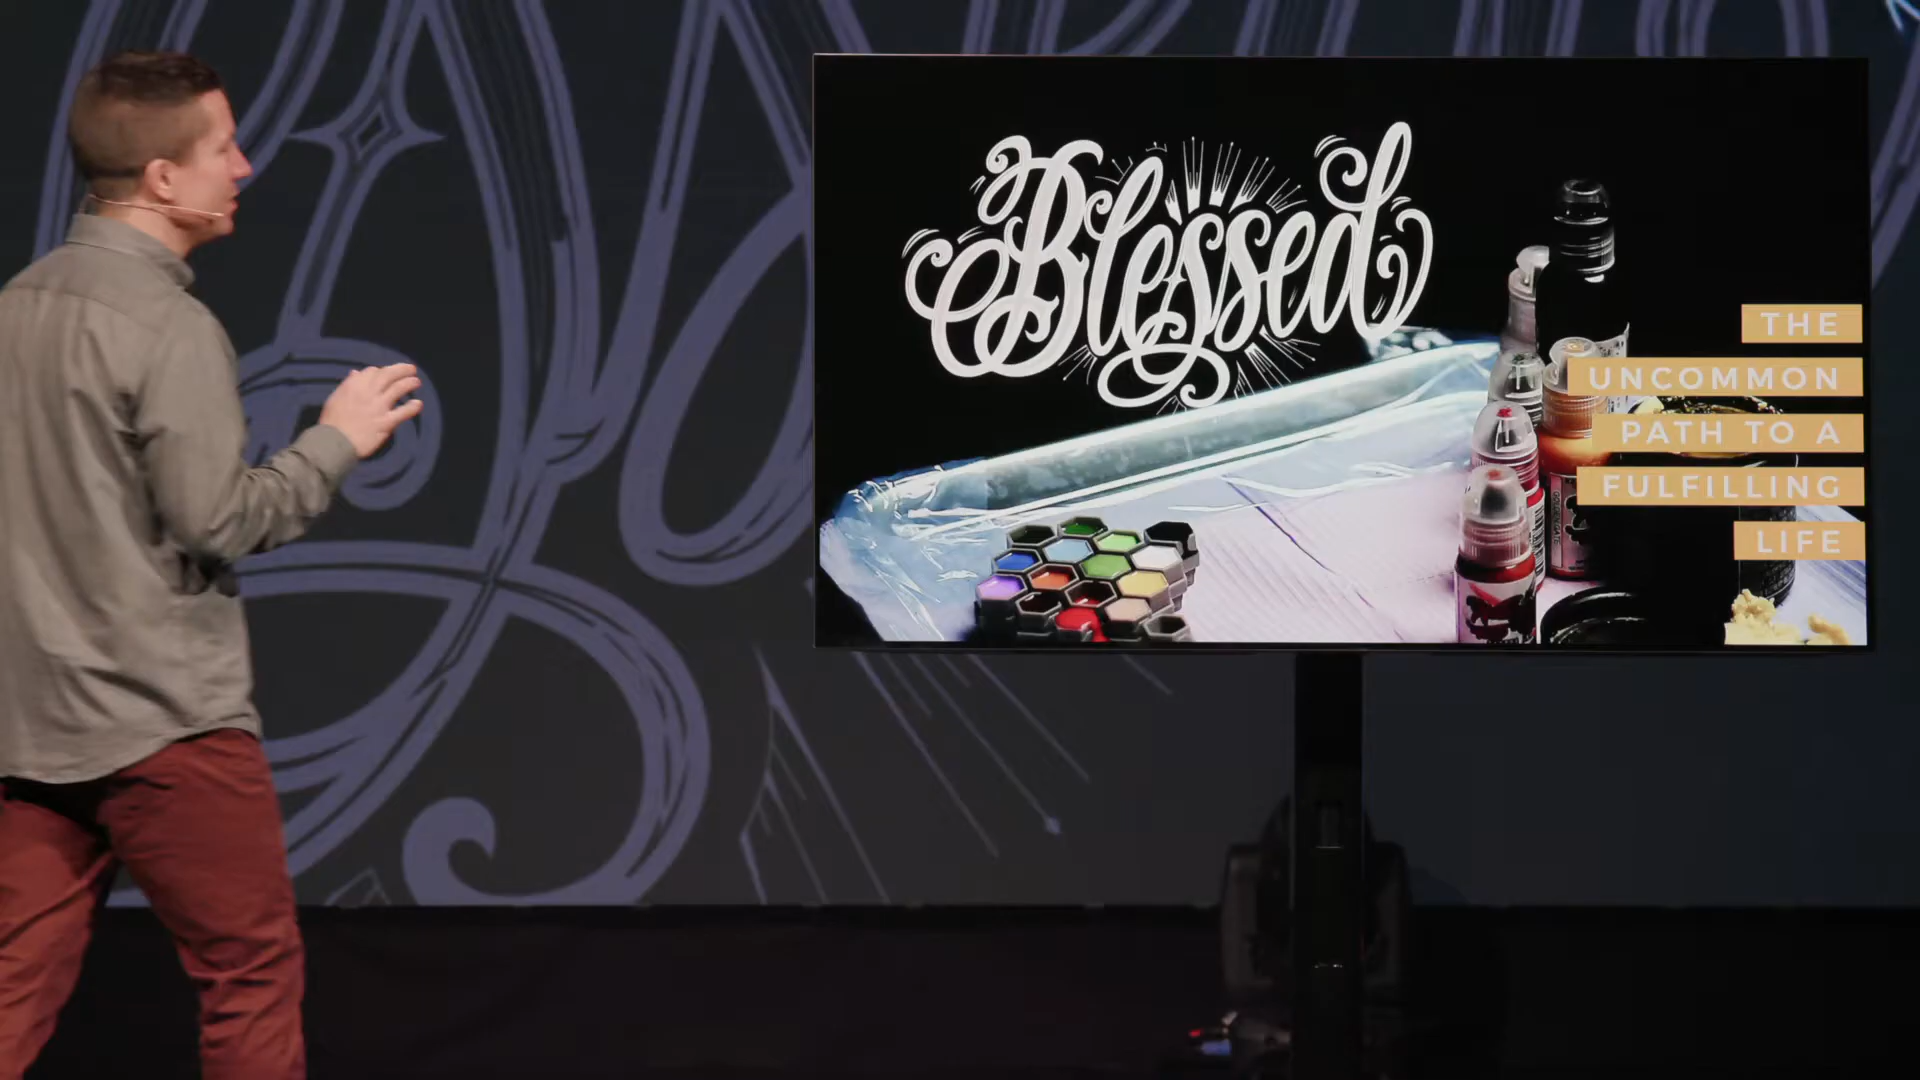 Blessed
THE
UNCOMMON
PATH TO A
FULFILLING
LIFE